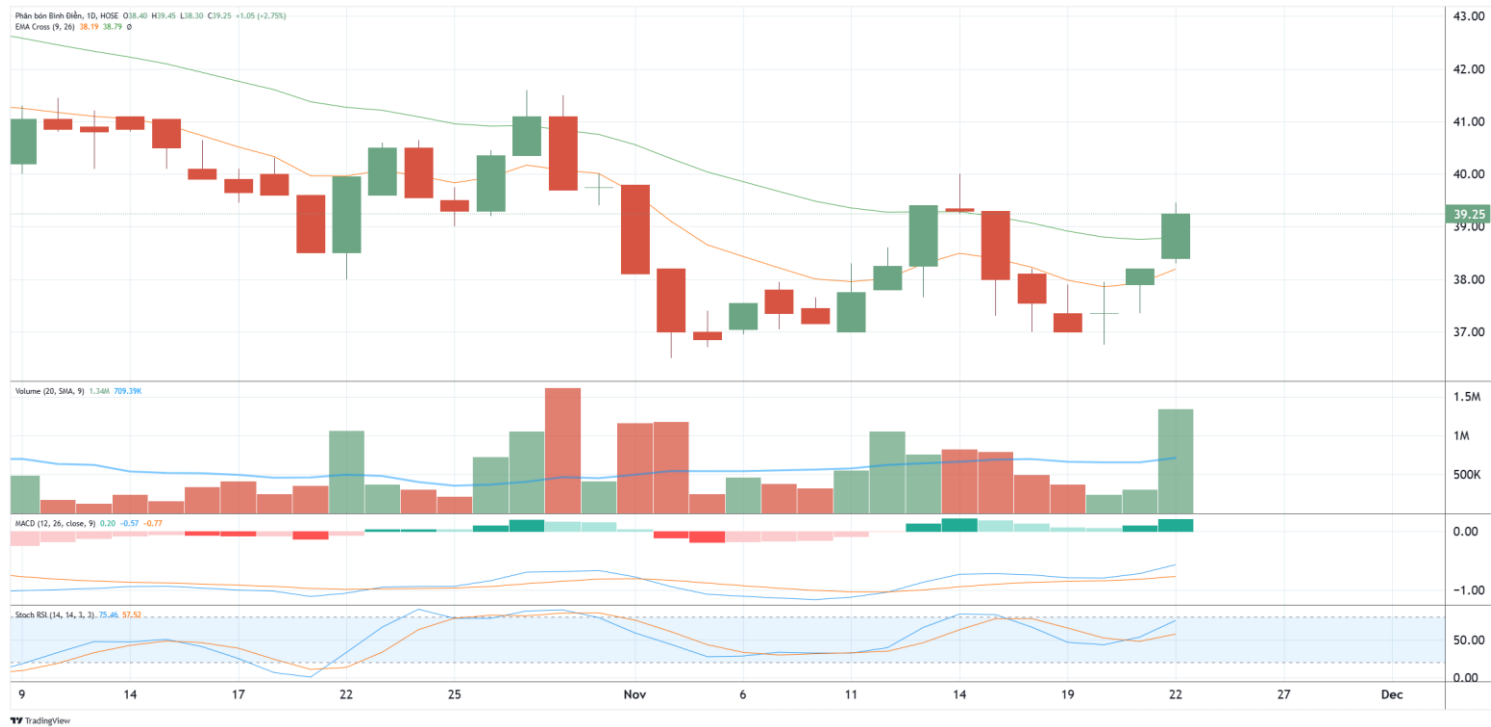 Phân bón Bình Điền, 1D, HOSE O38.40 H39.45 L38.30 C39.25 +1.05 (+2.75%)
EMA Cross (9, 26) 38.19 38.79 Ø
43.00
42.00
41.00
40.00
39.25
39.00
38.00
37.00
Volume (20, SMA, 9) 1.34M 709.39K
1.5M
1M
500K
MACD (12, 26, close, 9) 0.20 -0.57 -0.77
0.00
-1.00
Stoch RSI (14, 14, 3, 3) 75.46 57.52
50.00
0.00
9 14 17 22 25 Nov 6 11 14 19 22 27 Dec
TradingView